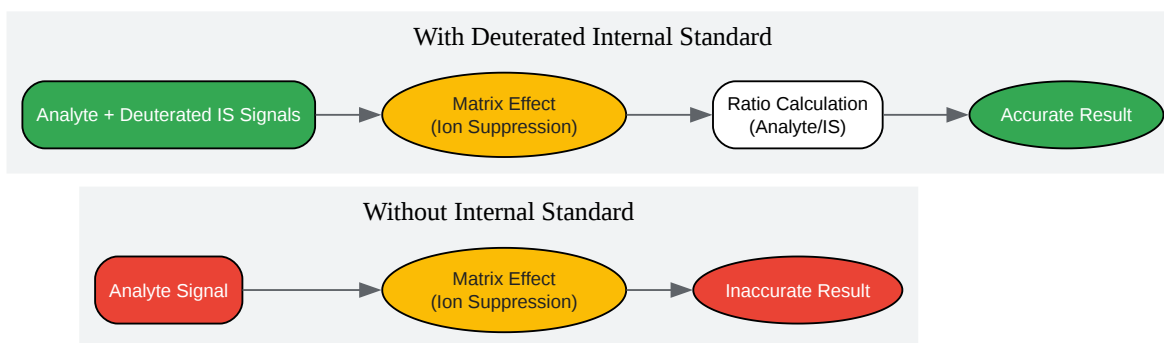 With Deuterated Internal Standard
Analyte + Deuterated IS Signals
Matrix Effect
(Ion Suppression)
Ratio Calculation
(Analyte/IS)
Accurate Result
Without Internal Standard
Analyte Signal
Matrix Effect
(Ion Suppression)
Inaccurate Result